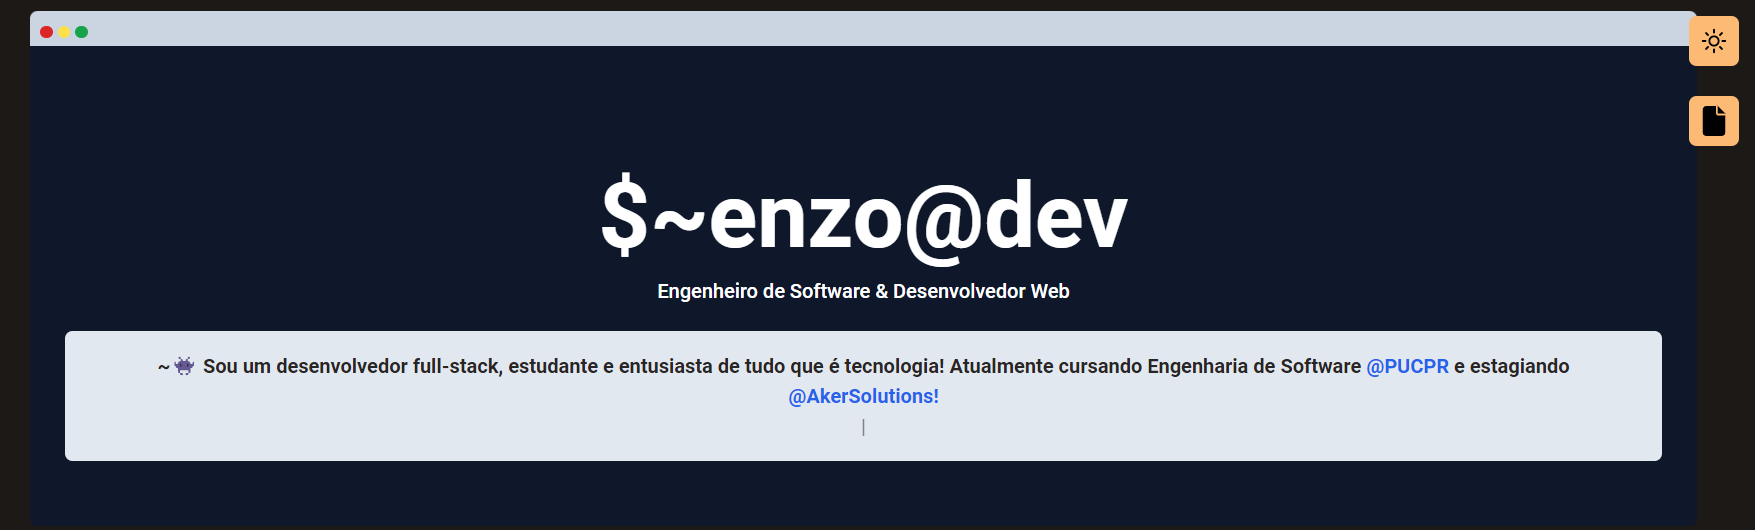 $~enzo@dev
Engenheiro de Software & Desenvolvedor Web
~👾 Sou um desenvolvedor full-stack, estudante e entusiasta de tudo que é tecnologia! Atualmente cursando Engenharia de Software @PUCPR e estagiando
@AkerSolutions!
|